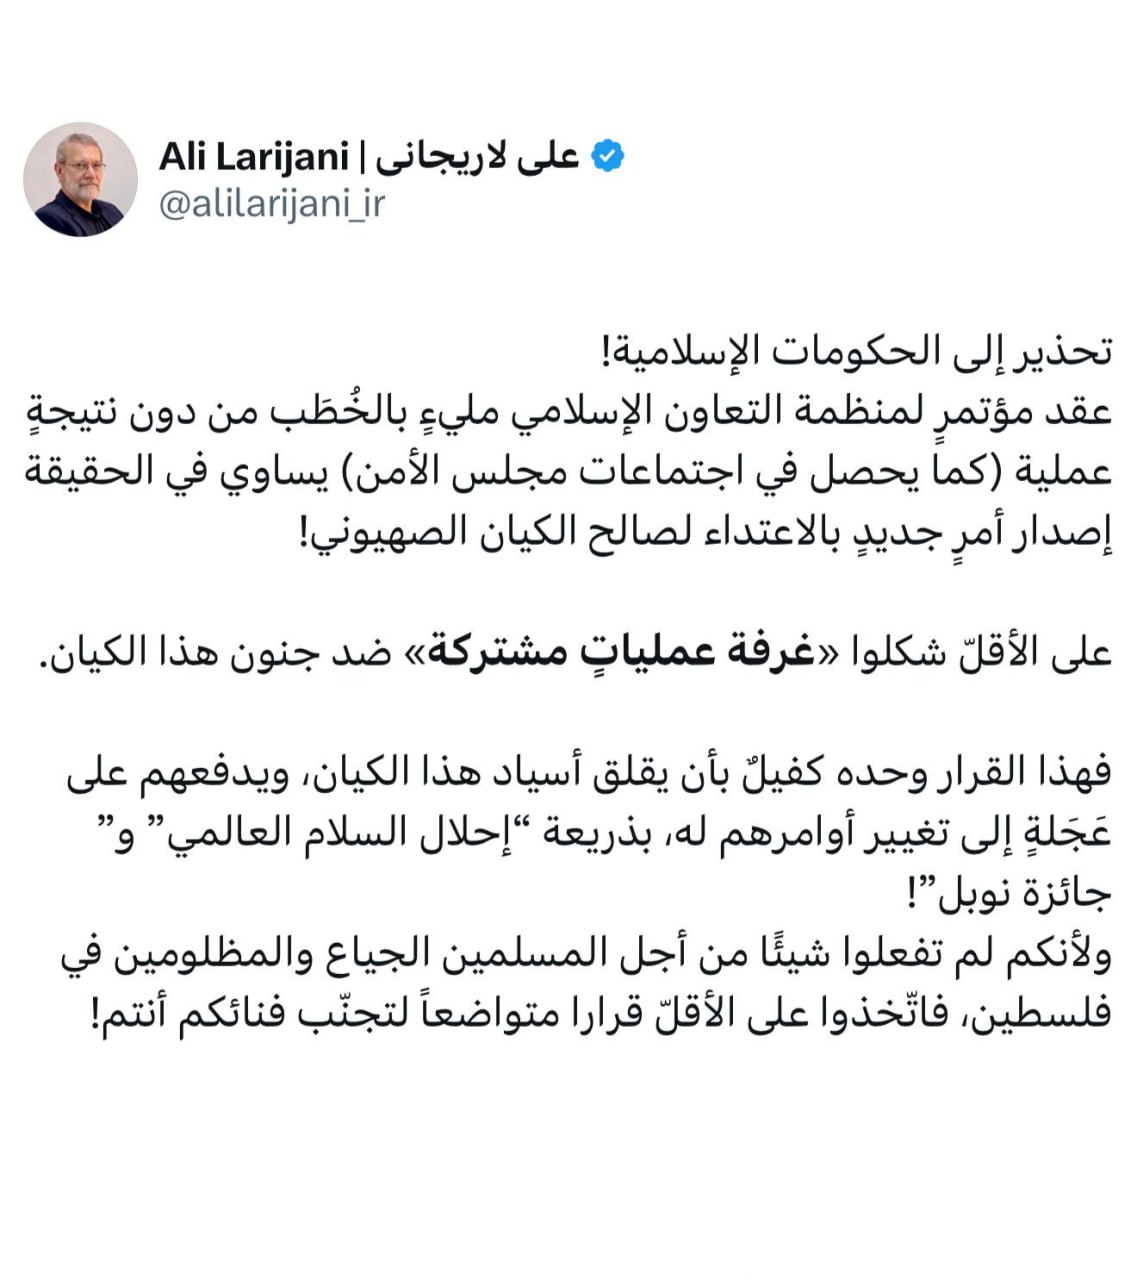 Ali Larijani | علی لاریجانی
@alilarijani_ir
تحذير إلى الحكومات الإسلامية!
عقد مؤتمرٍ لمنظمة التعاون الإسلامي مليءٍ بالخُطَب من دون نتيجةٍ
عملية (كما يحصل في اجتماعات مجلس الأمن) يساوي في الحقيقة
إصدار أمرٍ جديدٍ بالاعتداء لصالح الكيان الصهيوني!
على الأقلّ شكلوا «غرفة عملياتٍ مشتركة» ضد جنون هذا الكيان.
فهذا القرار وحده كفيلٌ بأن يقلق أسياد هذا الكيان، ويدفعهم على
عَجَلةٍ إلى تغيير أوامرهم له، بذريعة “إحلال السلام العالمي” و”
جائزة نوبل”!
ولأنكم لم تفعلوا شيئًا من أجل المسلمين الجياع والمظلومين في
فلسطين، فاتّخذوا على الأقلّ قرارا متواضعاً لتجنّب فنائكم أنتم!